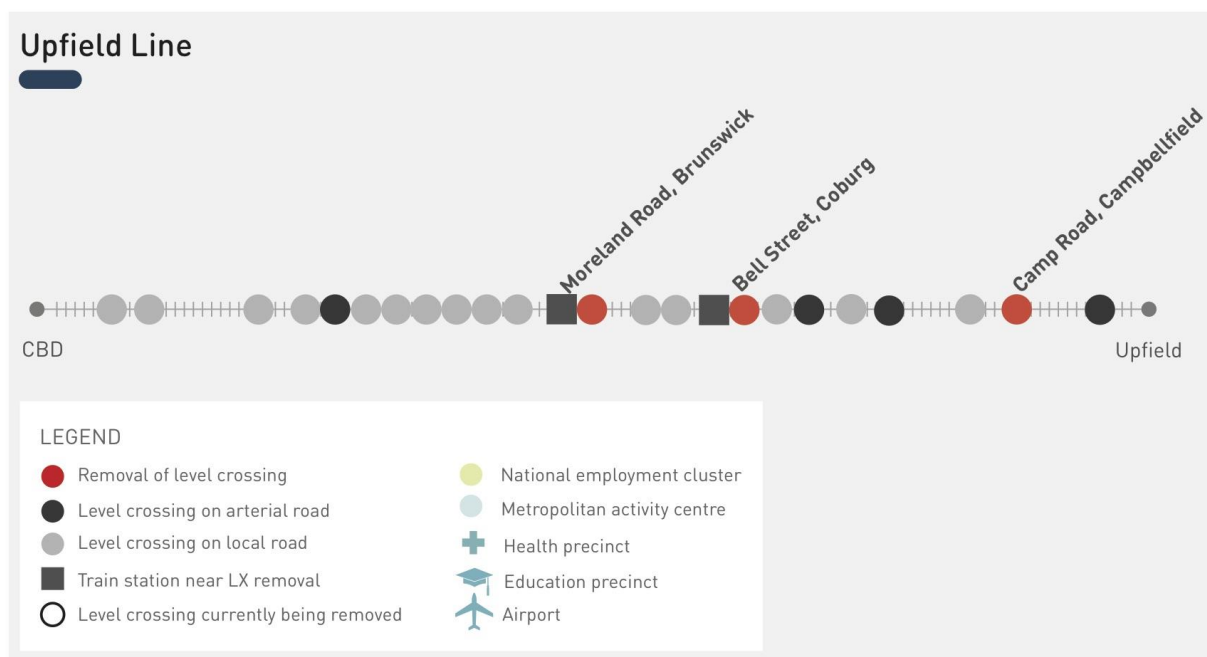 Upfield Line
Moreland Road, Brunswick
Bell Street, Coburg
Camp Road, Campbellfield
CBD
Upfield
LEGEND
Removal of level crossing
Level crossing on arterial road
Level crossing on local road
Train station near LX removal
Level crossing currently being removed
National employment cluster
Metropolitan activity centre
Health precinct
Education precinct
Airport